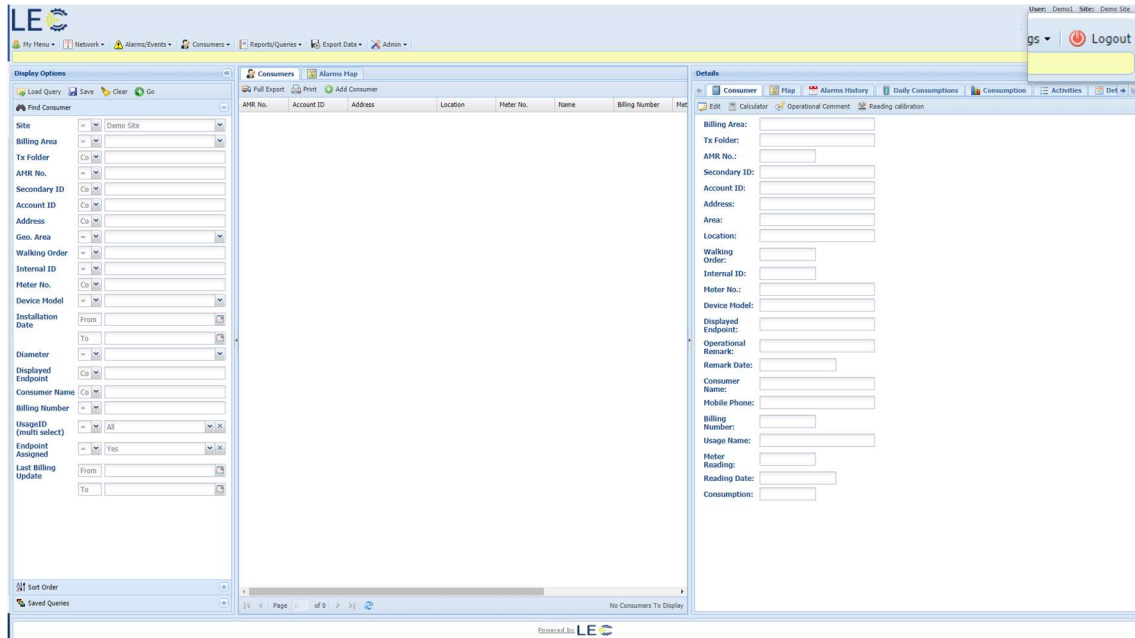 User: Demo1 Site: Demo Site
LEC
gs Logout
My Menu Network Alarms/Events Consumers Reports/Queries Export Data Admin
Display Options
Load Query Save Clear Go
Find Consumer
Site = Demo Site
Billing Area =
Tx Folder Co
AMR No. =
Secondary ID Co
Account ID Co
Address Co
Geo. Area =
Walking Order =
Internal ID =
Meter No. Co
Device Model =
Installation
Date
From
To
Diameter =
Displayed
Endpoint
Co
Consumer Name Co
Billing Number =
UsageID
(multi select)
= All
Endpoint
Assigned
= Yes
Last Billing
Update
From
To
Sort Order
Saved Queries
Consumers Alarms Map
Full Export Print Add Consumer
AMR No. Account ID Address Location Meter No. Name Billing Number Met
Page 0 of 0
No Consumers To Display
Details
Consumer Map Alarms History Daily Consumptions Consumption Activities Det
Edit Calculator Operational Comment Reading calibration
Billing Area:
Tx Folder:
AMR No.:
Secondary ID:
Account ID:
Address:
Area:
Location:
Walking
Order:
Internal ID:
Meter No.:
Device Model:
Displayed
Endpoint:
Operational
Remark:
Remark Date:
Consumer
Name:
Mobile Phone:
Billing
Number:
Usage Name:
Meter
Reading:
Reading Date:
Consumption:
Powered by LEC